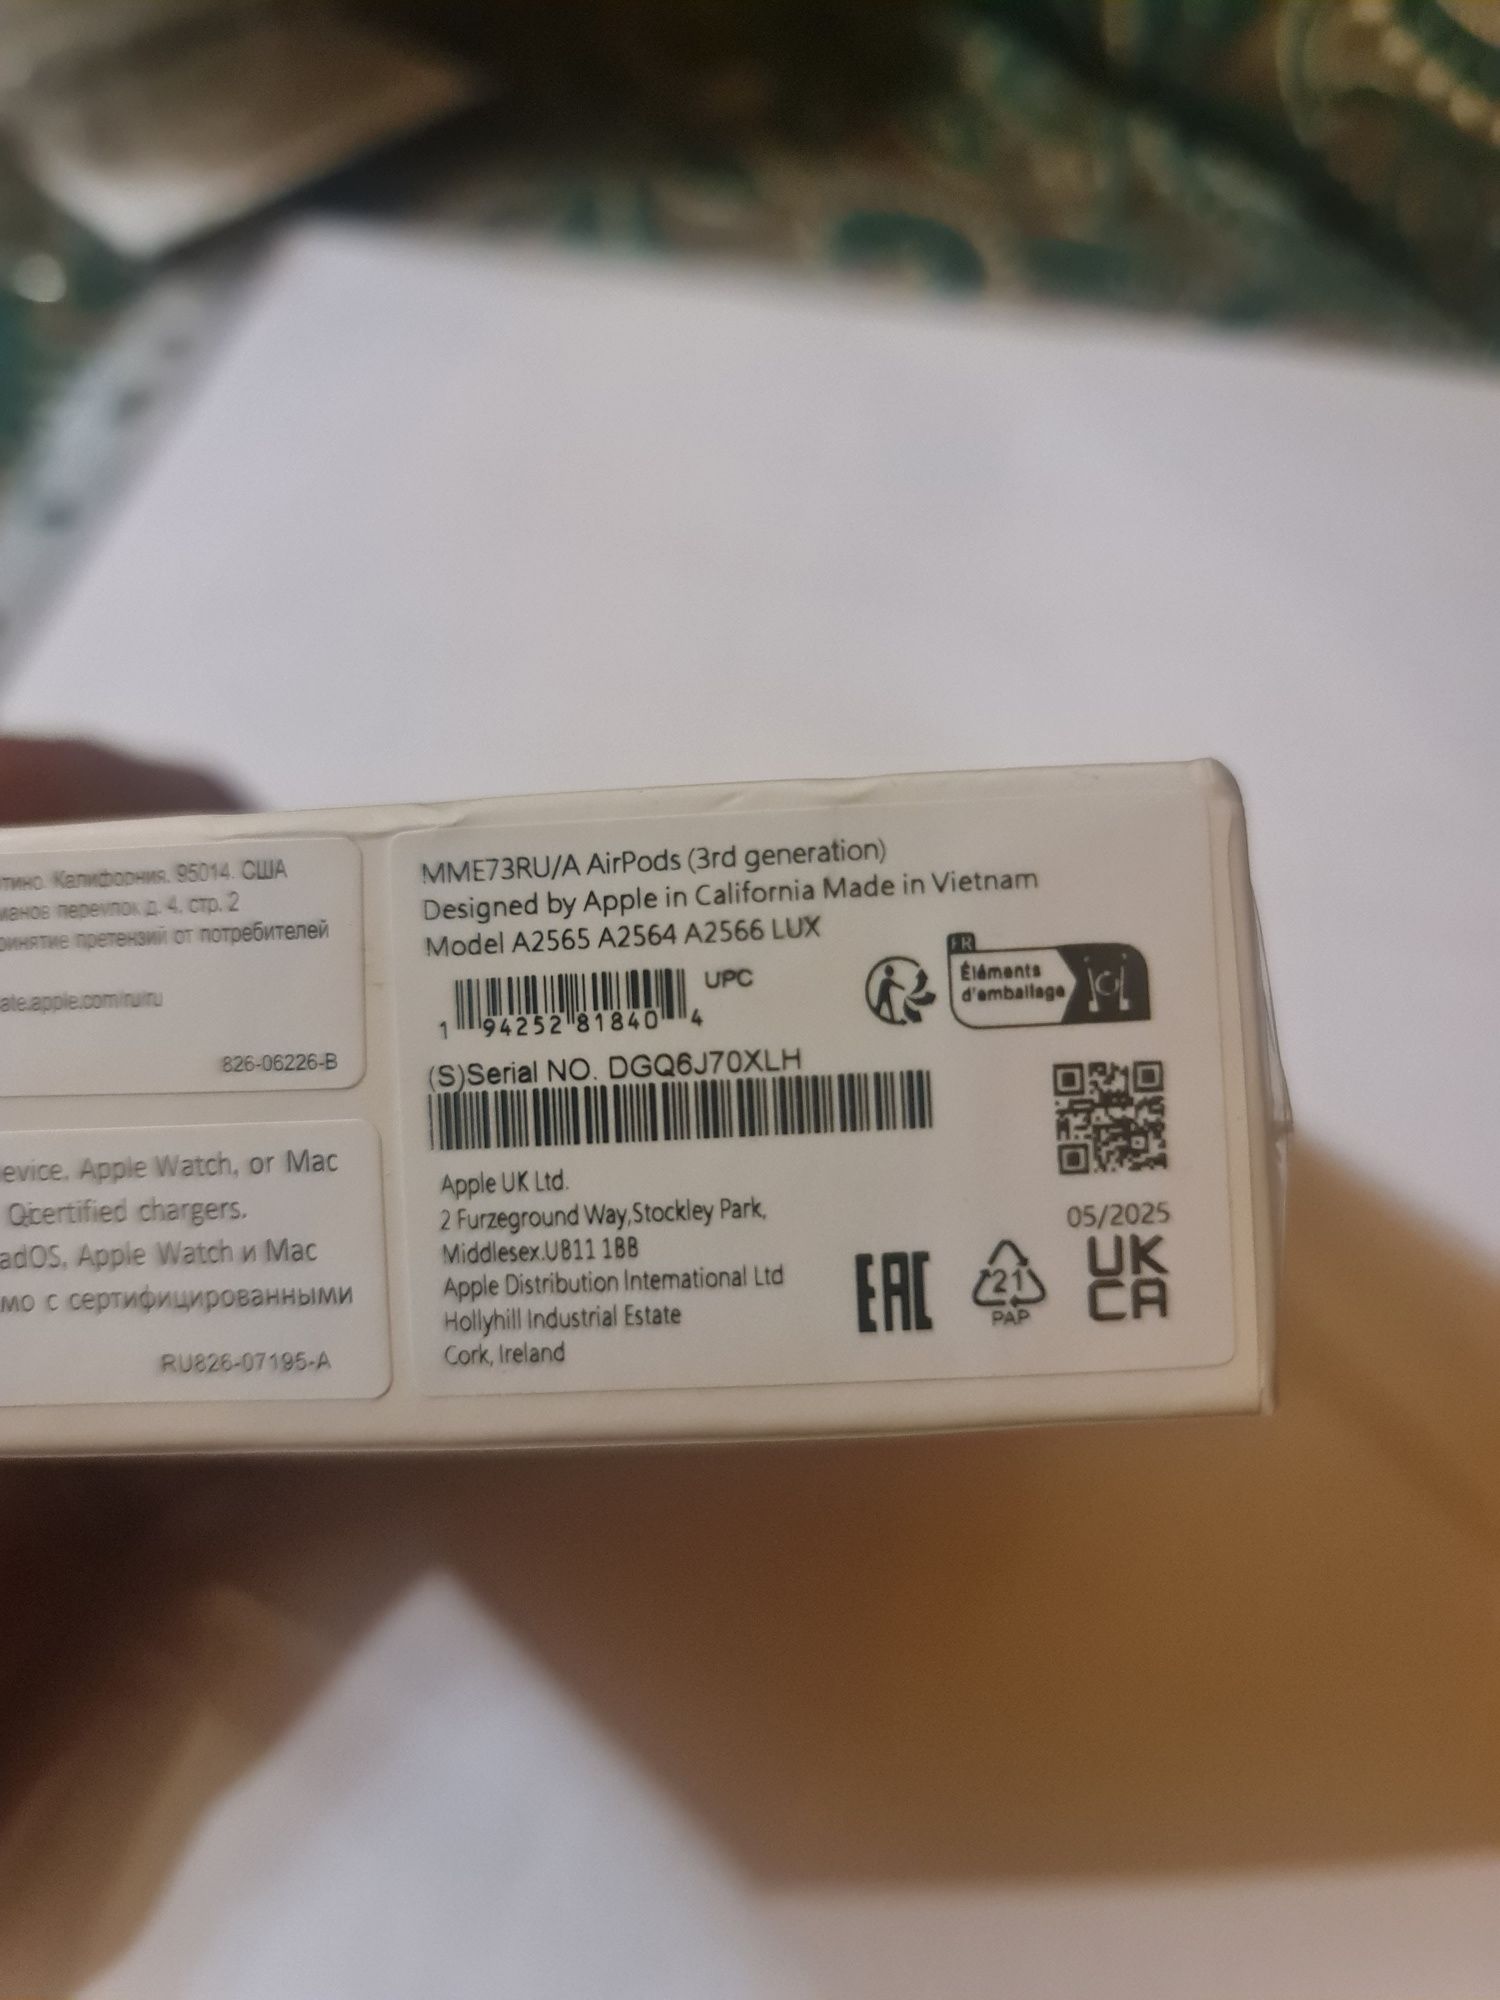 тино. Калифорния. 95014. США
манов переулок д. 4, стр. 2
ринятие претензий от потребителей
ate.apple.com/ru/ru
826-06226-B
evice, Apple Watch, or Mac
Qi certified chargers.
adOS, Apple Watch и Mac
мо с сертифицированными
RU826-07195-A
MME73RU/A AirPods (3rd generation)
Designed by Apple in California Made in Vietnam
Model A2565 A2564 A2566 LUX
UPC
1 94252 81840 4
FR
Éléments
d'emballage
(S)Serial NO. DGQ6J70XLH
Apple UK Ltd.
2 Furzeground Way,Stockley Park,
Middlesex.UB11 1BB
Apple Distribution International Ltd
Hollyhill Industrial Estate
Cork, Ireland
05/2025
EAC
21
PAP
UK
CA